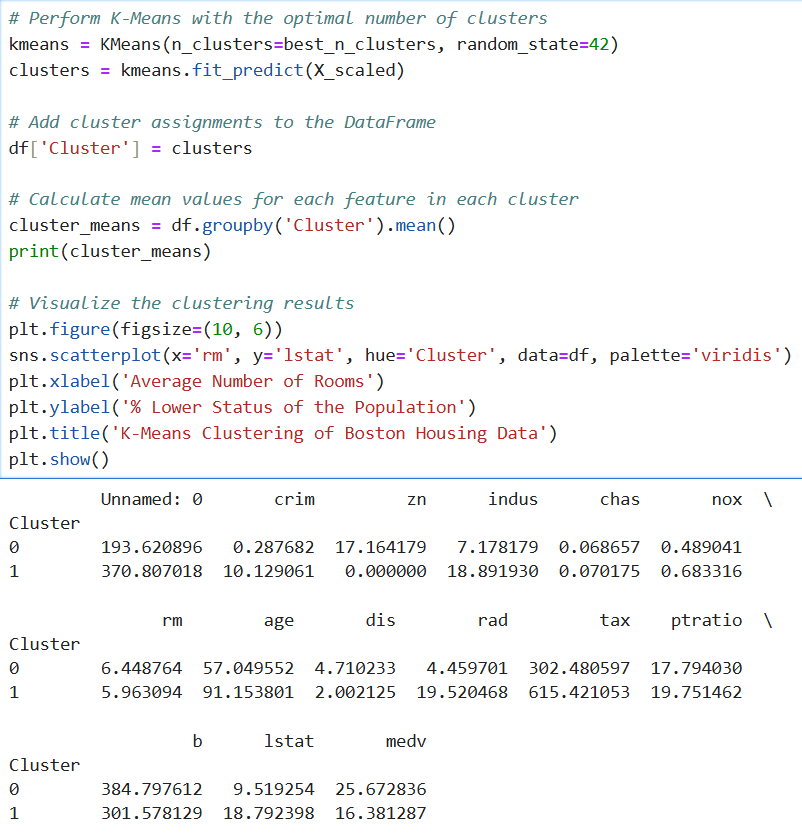 # Perform K-Means with the optimal number of clusters
kmeans = KMeans(n_clusters=best_n_clusters, random_state=42)
clusters = kmeans.fit_predict(X_scaled)
# Add cluster assignments to the DataFrame
df['Cluster'] = clusters
# Calculate mean values for each feature in each cluster
cluster_means = df.groupby('Cluster').mean()
print(cluster_means)
# Visualize the clustering results
plt.figure(figsize=(10, 6))
sns.scatterplot(x='rm', y='lstat', hue='Cluster', data=df, palette='viridis')
plt.xlabel('Average Number of Rooms')
plt.ylabel('% Lower Status of the Population')
plt.title('K-Means Clustering of Boston Housing Data')
plt.show()
Unnamed: 0 crim zn indus chas nox \
Cluster
0 193.620896 0.287682 17.164179 7.178179 0.068657 0.489041
1 370.807018 10.129061 0.000000 18.891930 0.070175 0.683316
rm age dis rad tax ptratio \
Cluster
0 6.448764 57.049552 4.710233 4.459701 302.480597 17.794030
1 5.963094 91.153801 2.002125 19.520468 615.421053 19.751462
b lstat medv
Cluster
0 384.797612 9.519254 25.672836
1 301.578129 18.792398 16.381287